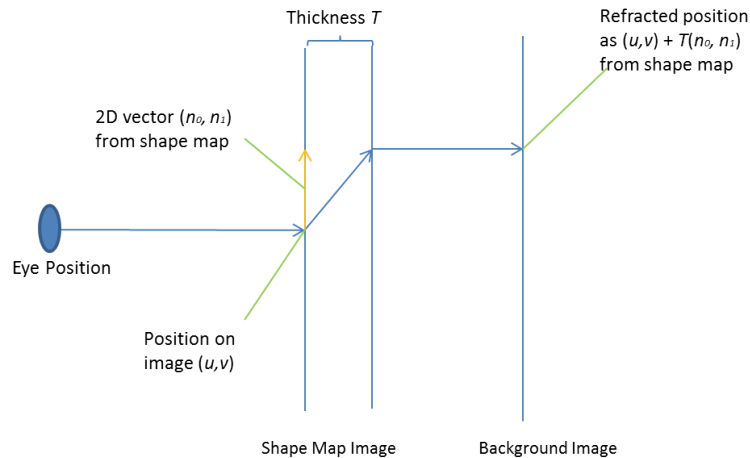 Thickness T
Refracted position
as (u,v) + T(n₀, n₁)
from shape map
2D vector (n₀, n₁)
from shape map
Eye Position
Position on
image (u,v)
Shape Map Image
Background Image